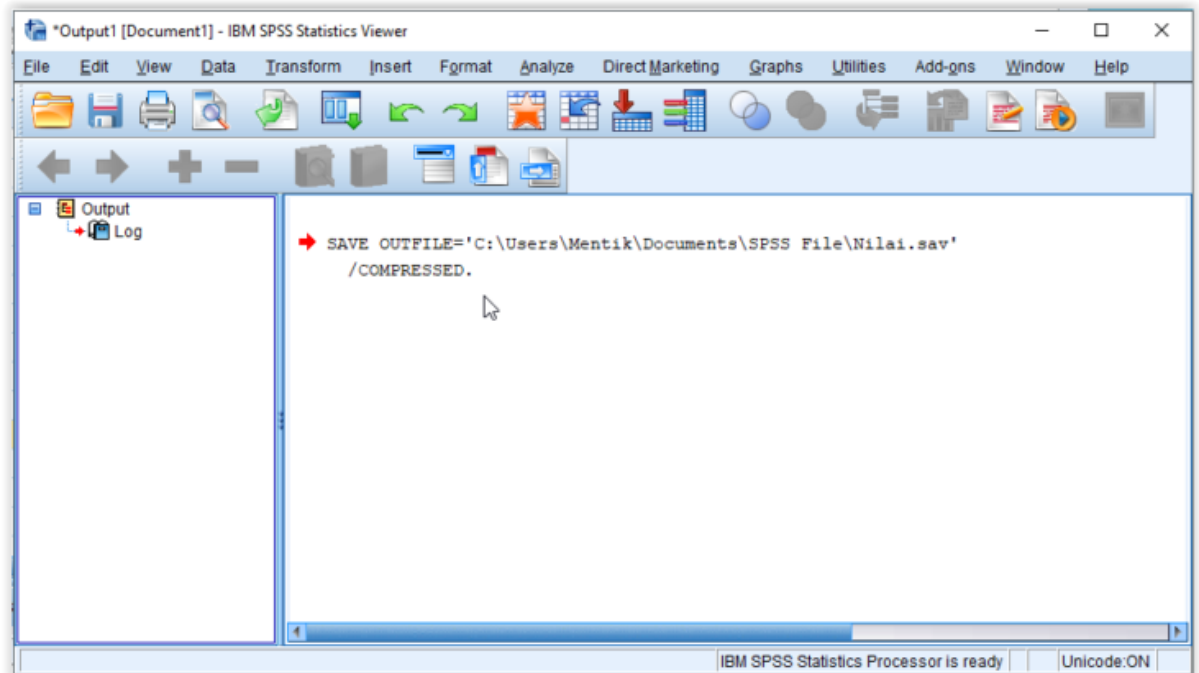 *Output1 [Document1] - IBM SPSS Statistics Viewer
File Edit View Data Transform Insert Format Analyze Direct Marketing Graphs Utilities Add-ons Window Help
Output
Log
SAVE OUTFILE='C:\Users\Mentik\Documents\SPSS File\Nilai.sav'
/COMPRESSED.
IBM SPSS Statistics Processor is ready Unicode:ON